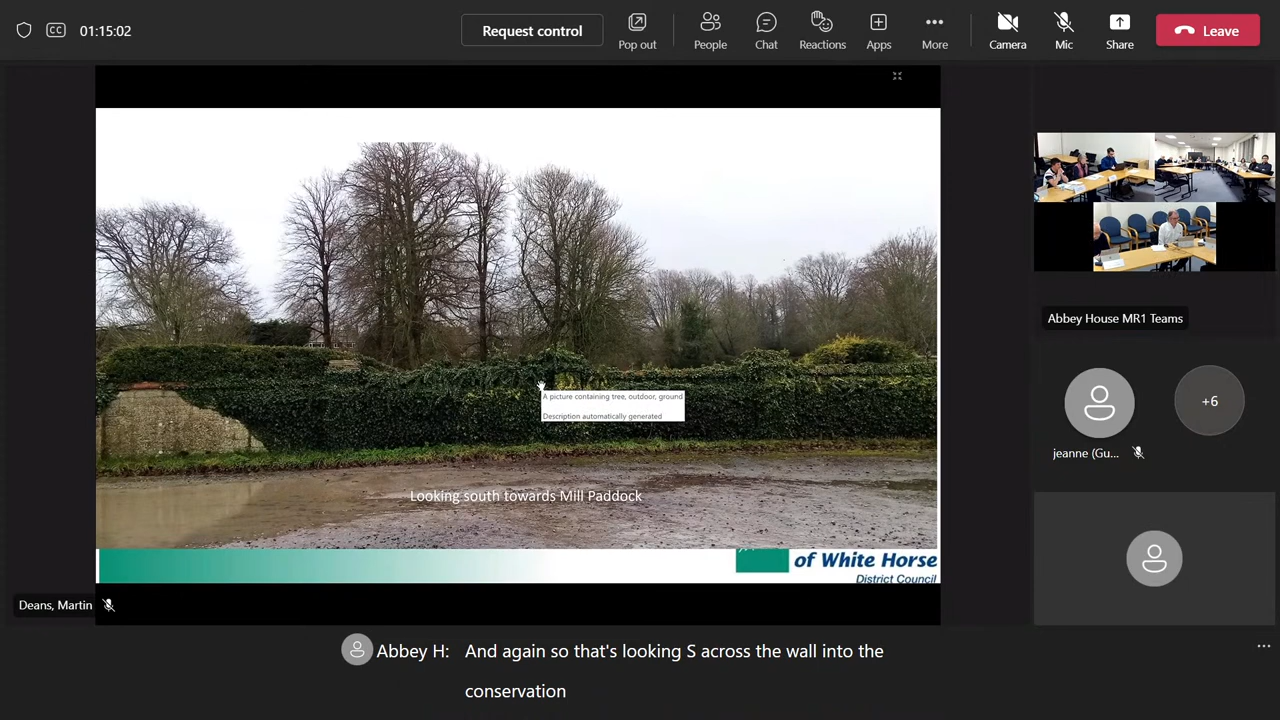 CC
01:15:02
Request control
Pop out
People
Chat
Reactions
Apps
More
Camera
Mic
Share
Leave
A picture containing tree, outdoor, ground
Description automatically generated
Looking south towards Mill Paddock
of White Horse
District Council
Deans, Martin
Abbey House MR1 Teams
jeanne (Gu...
+6
Abbey H: And again so that's looking S across the wall into the
conservation